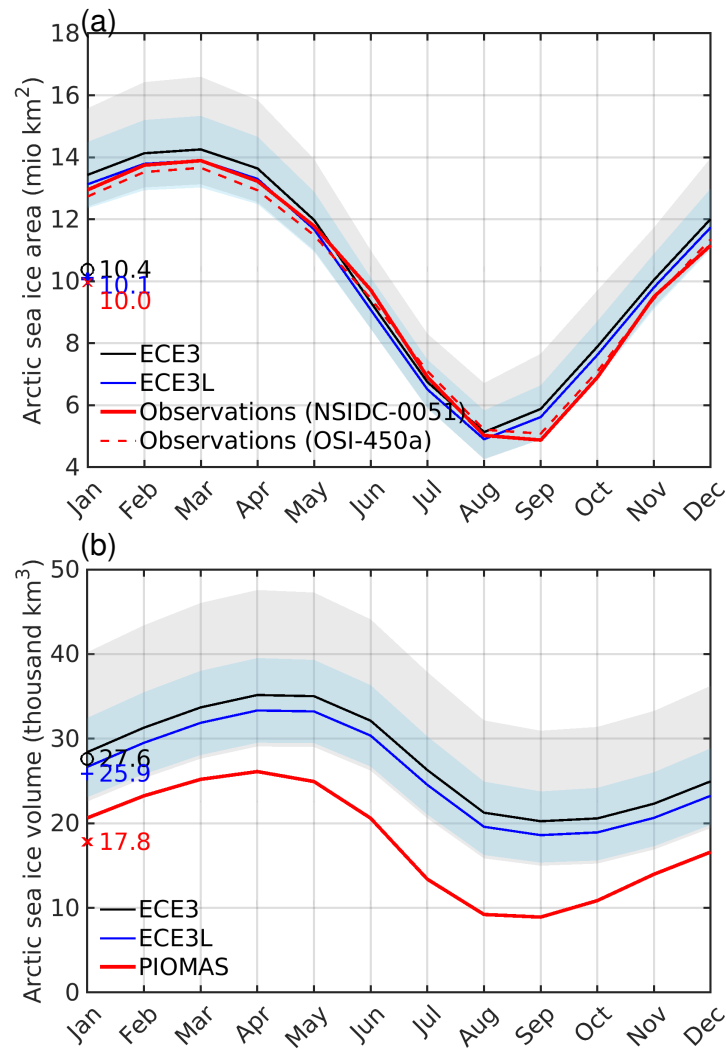 (a)
Arctic sea ice area (mio km²)
18
16
14
12
10
8
6
4
10.4
10.1
10.0
ECE3
ECE3L
Observations (NSIDC-0051)
Observations (OSI-450a)
Jan Feb Mar Apr May Jun Jul Aug Sep Oct Nov Dec
(b)
Arctic sea ice volume (thousand km³)
50
40
30
20
10
0
27.6
25.9
17.8
ECE3
ECE3L
PIOMAS
Jan Feb Mar Apr May Jun Jul Aug Sep Oct Nov Dec